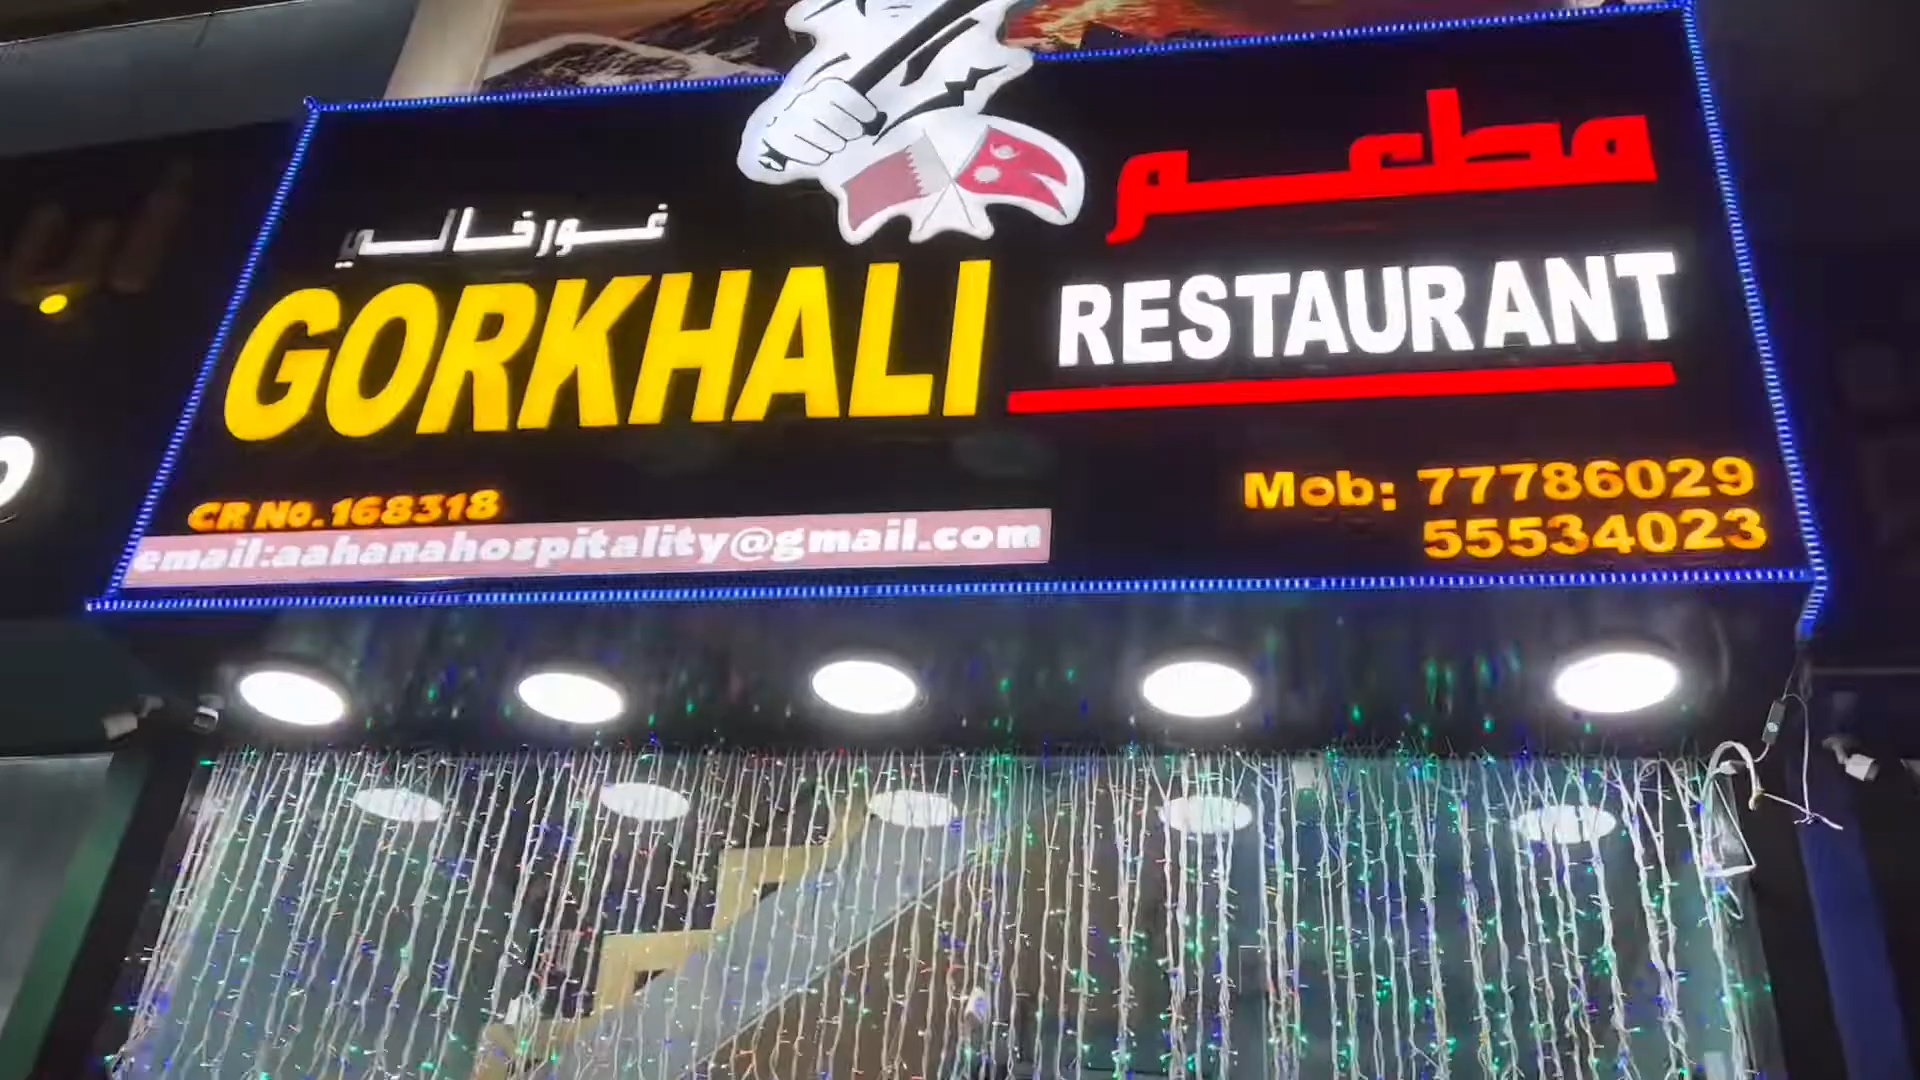 مطعم
غورخالي
GORKHALI RESTAURANT
CR No. 168318
email:aahanahospitality@gmail.com
Mob: 77786029
55534023